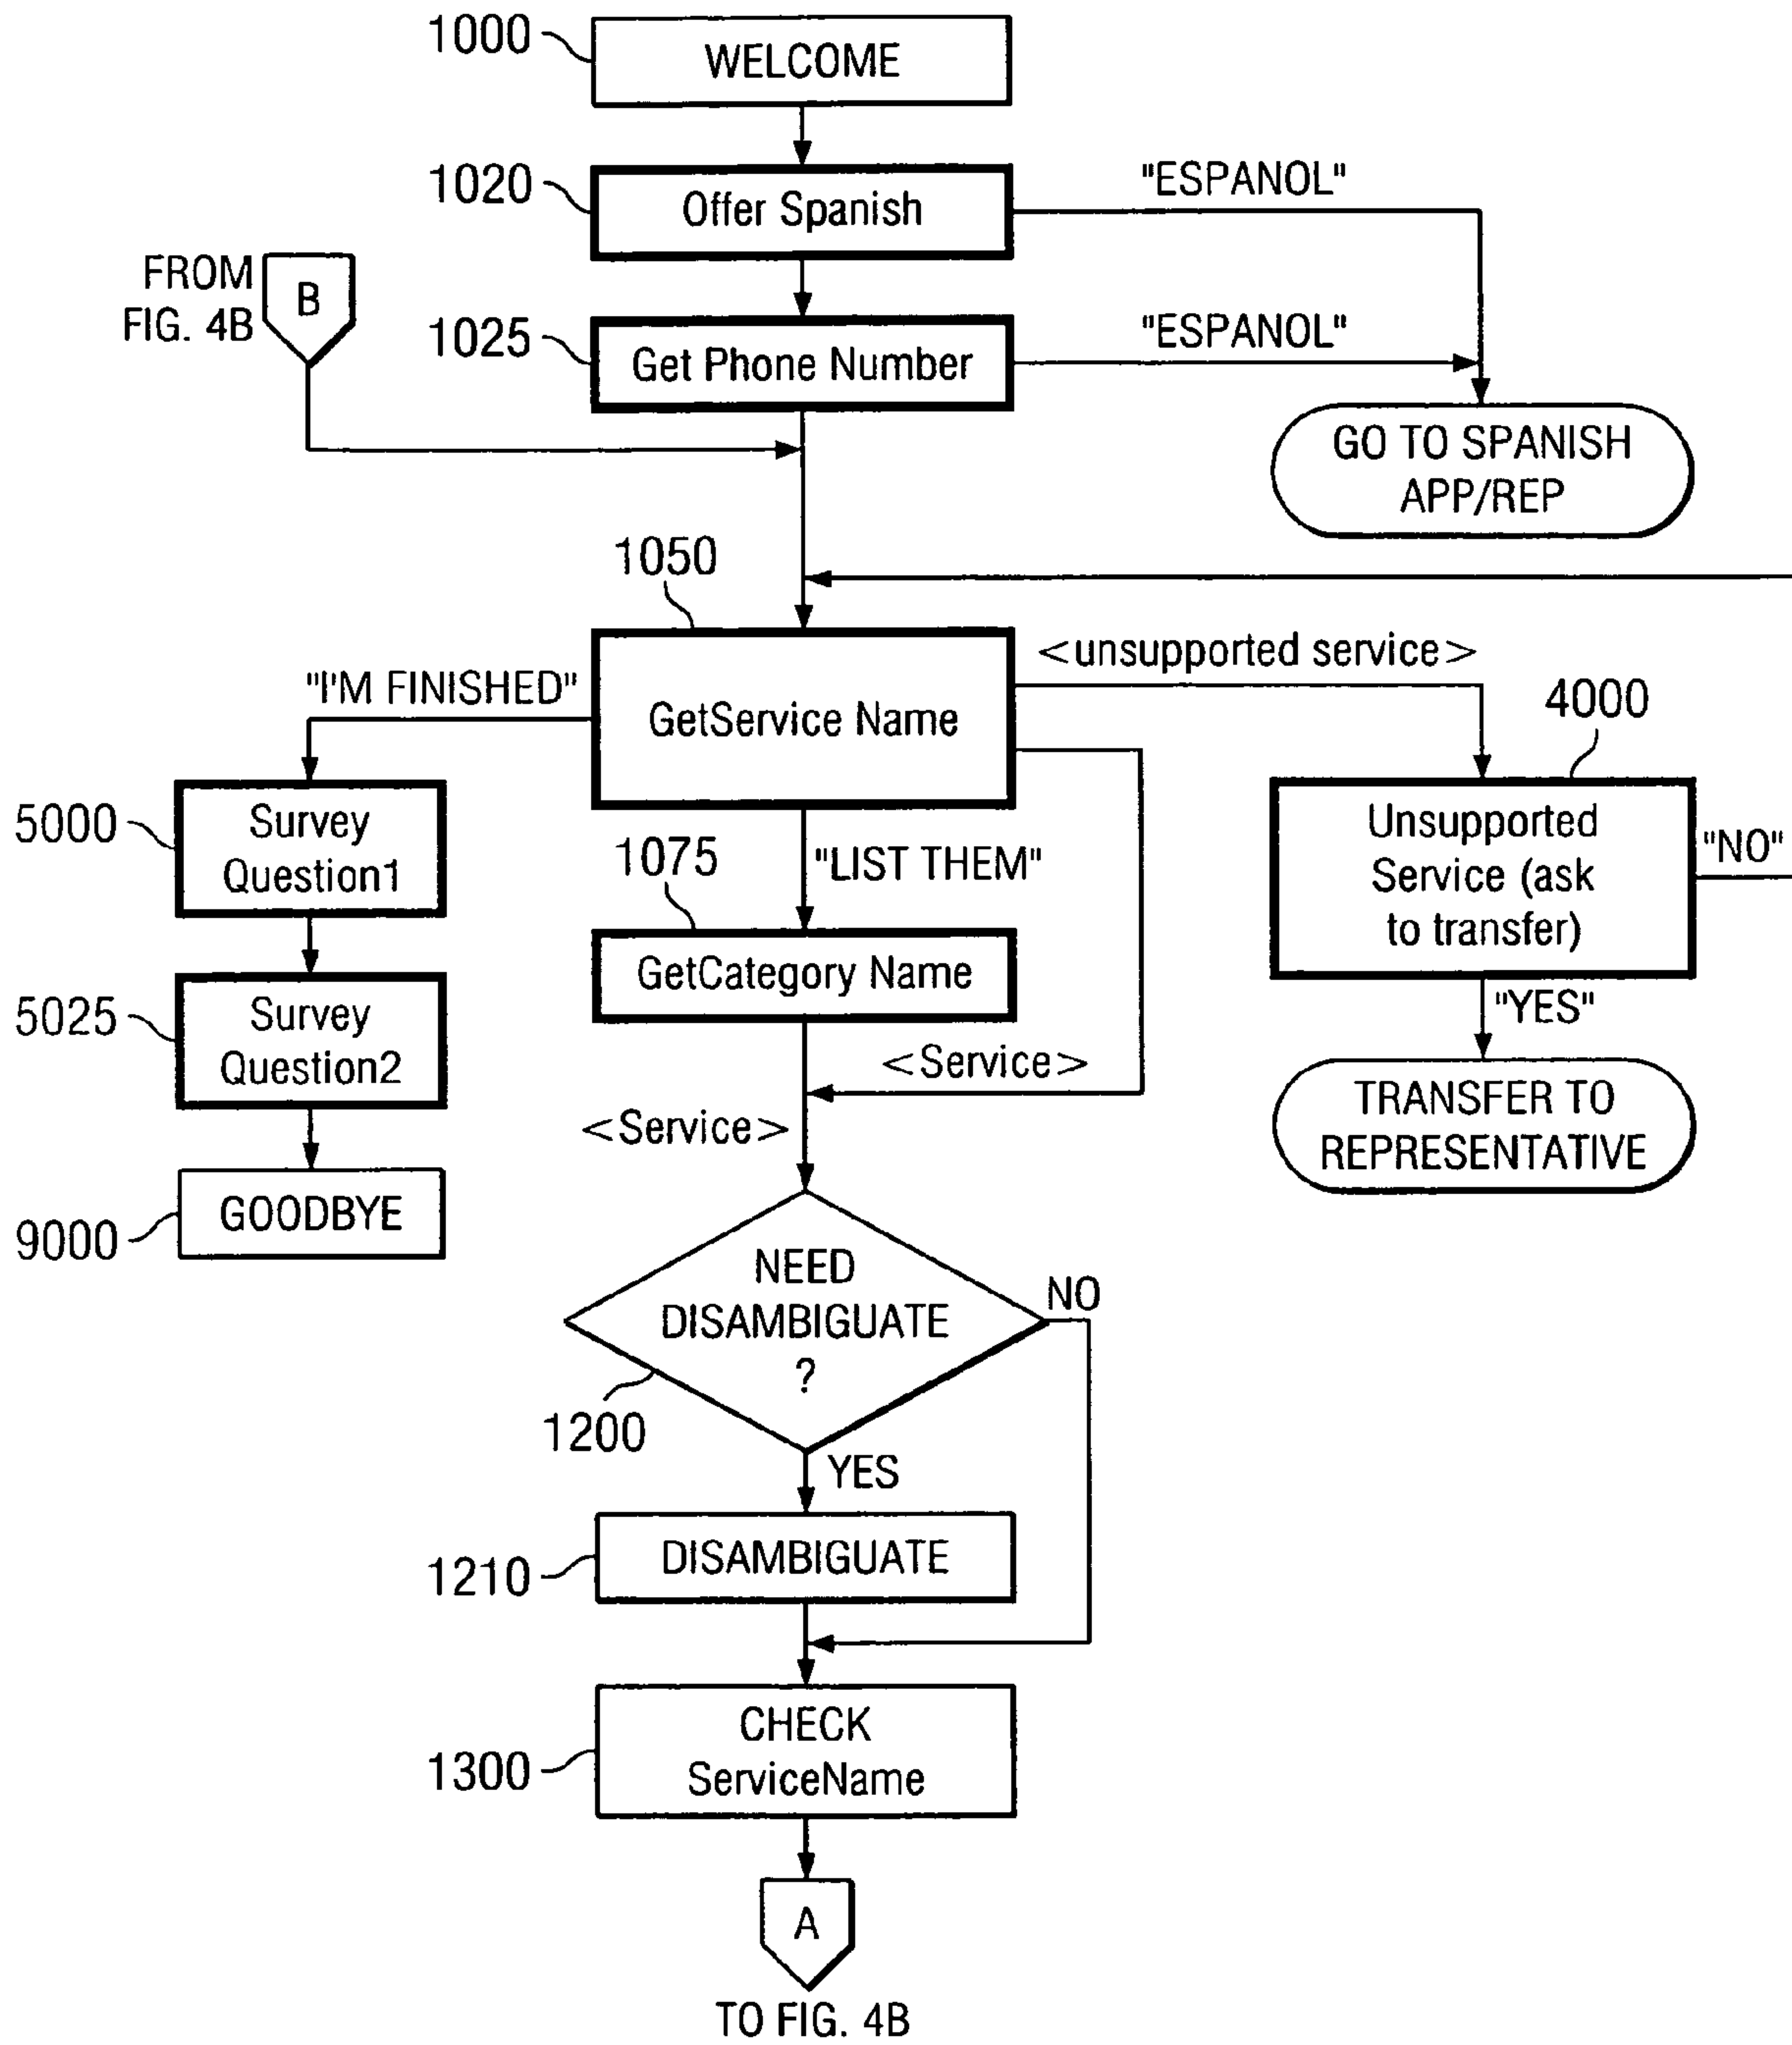 1000
WELCOME
1020
Offer Spanish
"ESPANOL"
FROM
FIG. 4B
B
1025
Get Phone Number
"ESPANOL"
GO TO SPANISH
APP/REP
1050
GetService Name
<unsupported service>
"I'M FINISHED"
4000
Unsupported
Service (ask
to transfer)
"NO"
5000
Survey
Question1
1075
"LIST THEM"
GetCategory Name
"YES"
5025
Survey
Question2
<Service>
<Service>
TRANSFER TO
REPRESENTATIVE
9000
GOODBYE
NEED
DISAMBIGUATE
?
NO
1200
YES
1210
DISAMBIGUATE
1300
CHECK
ServiceName
A
TO FIG. 4B